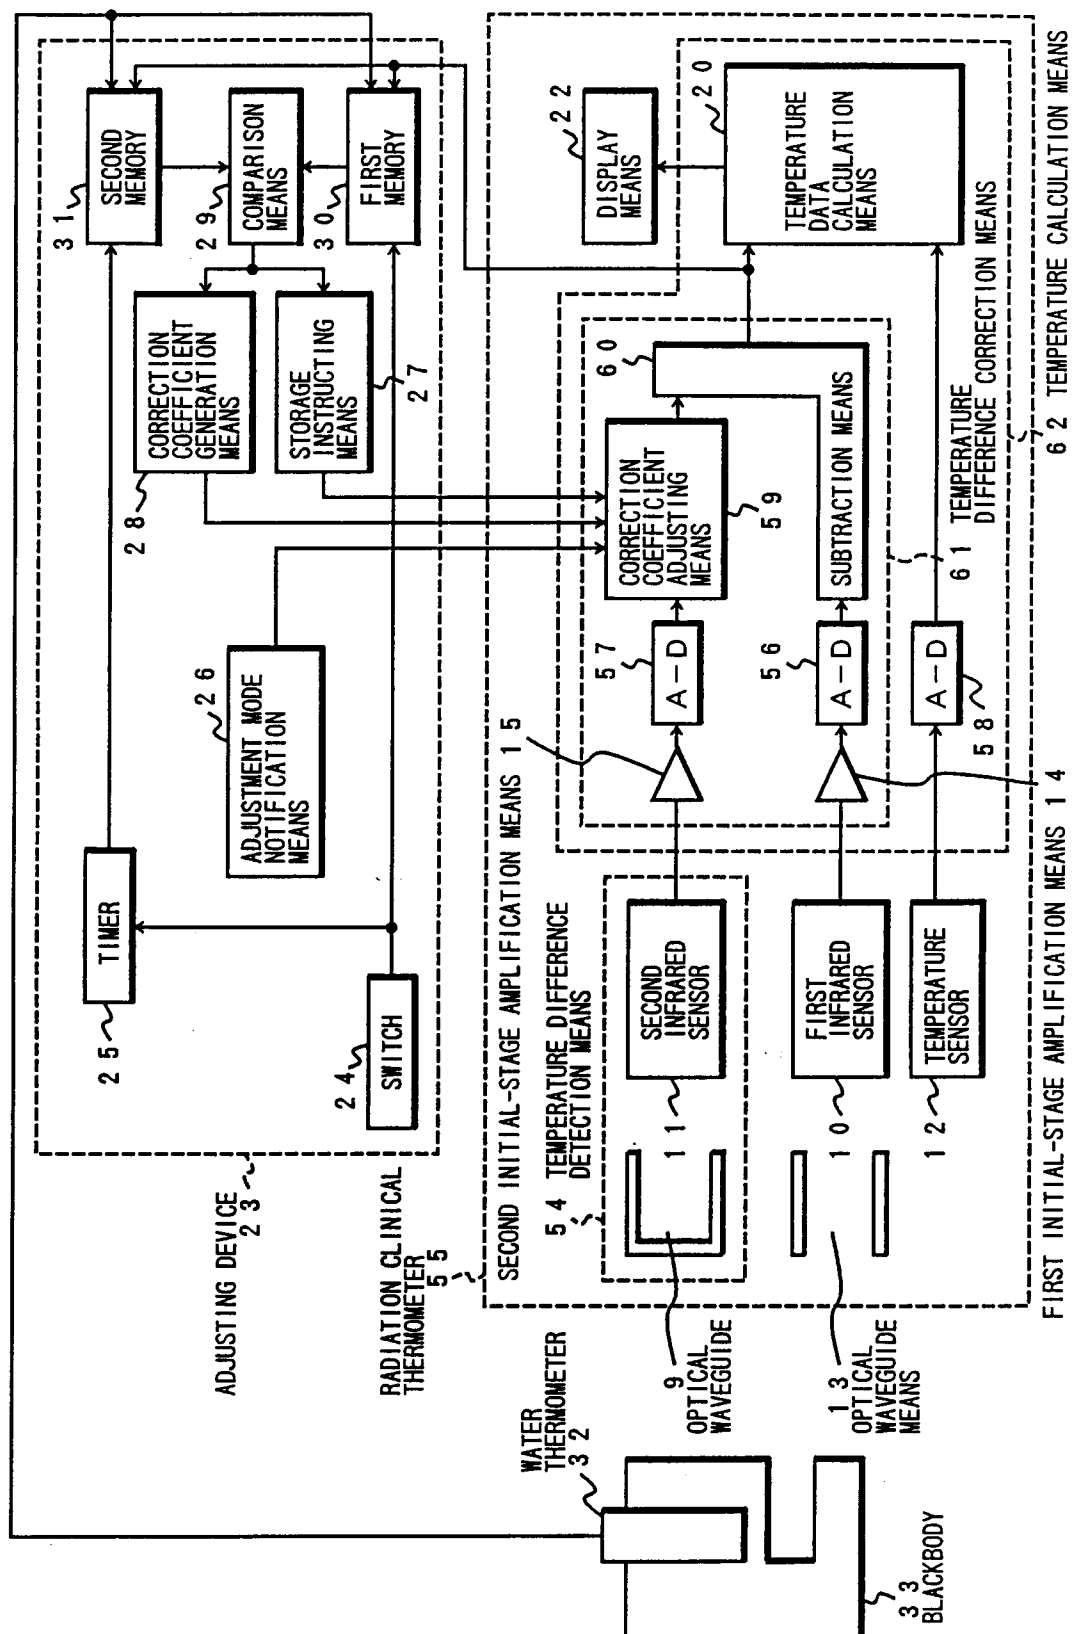 ADJUSTING DEVICE
2 3
SWITCH
2 4
TIMER
2 5
ADJUSTMENT MODE
NOTIFICATION
MEANS
2 6
CORRECTION
COEFFICIENT
GENERATION
MEANS
2 8
STORAGE
INSTRUCTING
MEANS
2 7
SECOND
MEMORY
3 1
COMPARISON
MEANS
2 9
FIRST
MEMORY
3 0
RADIATION CLINICAL
THERMOMETER
5 5
SECOND INITIAL-STAGE AMPLIFICATION MEANS 1 5
5 4 TEMPERATURE DIFFERENCE
DETECTION MEANS
WATER
THERMOMETER
3 2
9
OPTICAL
WAVEGUIDE
SECOND
INFRARED
SENSOR
1 1
A-D
5 7
CORRECTION
COEFFICIENT
ADJUSTING
MEANS
5 9
6 0
DISPLAY
MEANS
2 2
1 3
OPTICAL
WAVEGUIDE
MEANS
FIRST
INFRARED
SENSOR
1 0
A-D
5 6
SUBTRACTION MEANS
TEMPERATURE
DATA
CALCULATION
MEANS
2 0
TEMPERATURE
SENSOR
1 2
A-D
5 8
6 1 TEMPERATURE
DIFFERENCE CORRECTION MEANS
3 3
BLACKBODY
FIRST INITIAL-STAGE AMPLIFICATION MEANS 1 4
6 2 TEMPERATURE CALCULATION MEANS